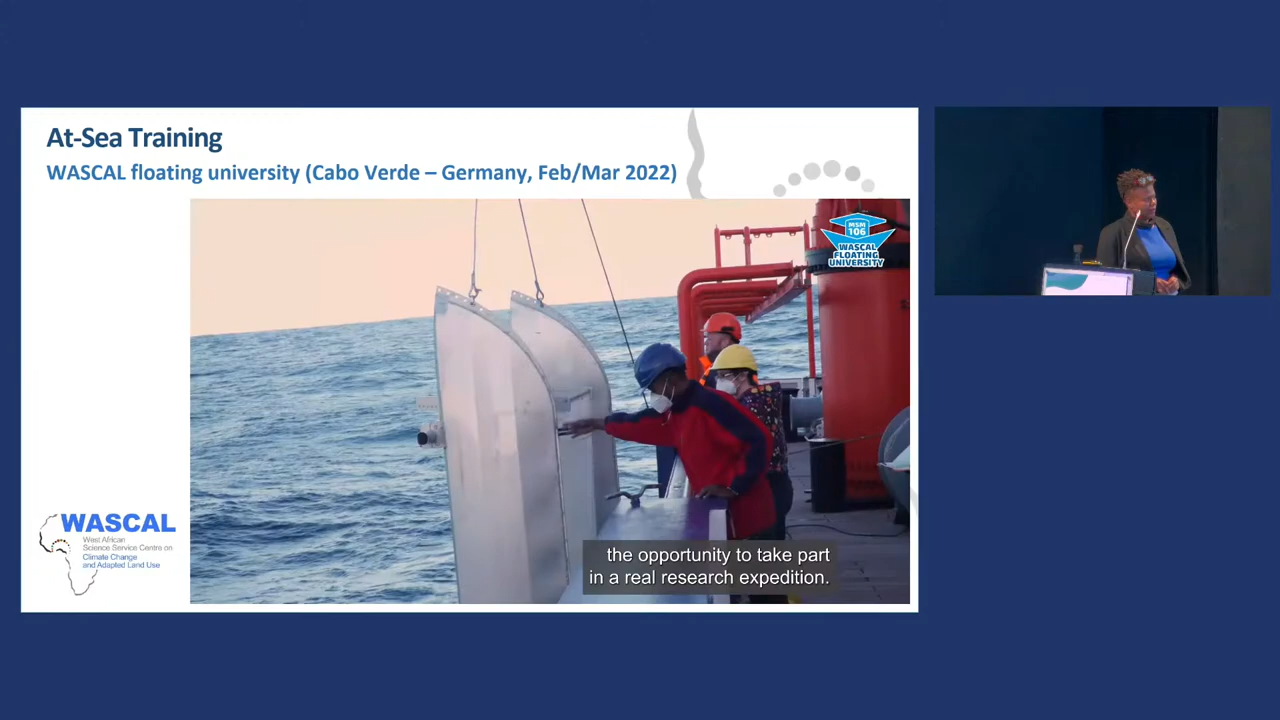 At-Sea Training
WASCAL floating university (Cabo Verde – Germany, Feb/Mar 2022)
MSM
106
WASCAL
FLOATING
UNIVERSITY
the opportunity to take part
in a real research expedition.
WASCAL
West African
Science Service Centre on
Climate Change
and Adapted Land Use